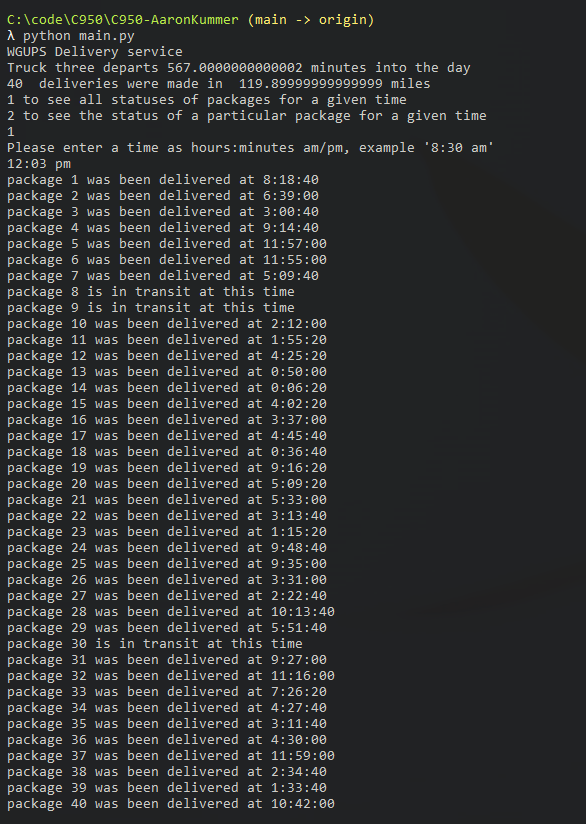 C:\code\C950\C950-AaronKummer (main -> origin)
λ python main.py
WGUPS Delivery service
Truck three departs 567.0000000000002 minutes into the day
40  deliveries were made in  119.89999999999999 miles
1 to see all statuses of packages for a given time
2 to see the status of a particular package for a given time
1
Please enter a time as hours:minutes am/pm, example '8:30 am'
12:03 pm
package 1 was been delivered at 8:18:40
package 2 was been delivered at 6:39:00
package 3 was been delivered at 3:00:40
package 4 was been delivered at 9:14:40
package 5 was been delivered at 11:57:00
package 6 was been delivered at 11:55:00
package 7 was been delivered at 5:09:40
package 8 is in transit at this time
package 9 is in transit at this time
package 10 was been delivered at 2:12:00
package 11 was been delivered at 1:55:20
package 12 was been delivered at 4:25:20
package 13 was been delivered at 0:50:00
package 14 was been delivered at 0:06:20
package 15 was been delivered at 4:02:20
package 16 was been delivered at 3:37:00
package 17 was been delivered at 4:45:40
package 18 was been delivered at 0:36:40
package 19 was been delivered at 9:16:20
package 20 was been delivered at 5:09:20
package 21 was been delivered at 5:33:00
package 22 was been delivered at 3:13:40
package 23 was been delivered at 1:15:20
package 24 was been delivered at 9:48:40
package 25 was been delivered at 9:35:00
package 26 was been delivered at 3:31:00
package 27 was been delivered at 2:22:40
package 28 was been delivered at 10:13:40
package 29 was been delivered at 5:51:40
package 30 is in transit at this time
package 31 was been delivered at 9:27:00
package 32 was been delivered at 11:16:00
package 33 was been delivered at 7:26:20
package 34 was been delivered at 4:27:40
package 35 was been delivered at 3:11:40
package 36 was been delivered at 4:30:00
package 37 was been delivered at 11:59:00
package 38 was been delivered at 2:34:40
package 39 was been delivered at 1:33:40
package 40 was been delivered at 10:42:00